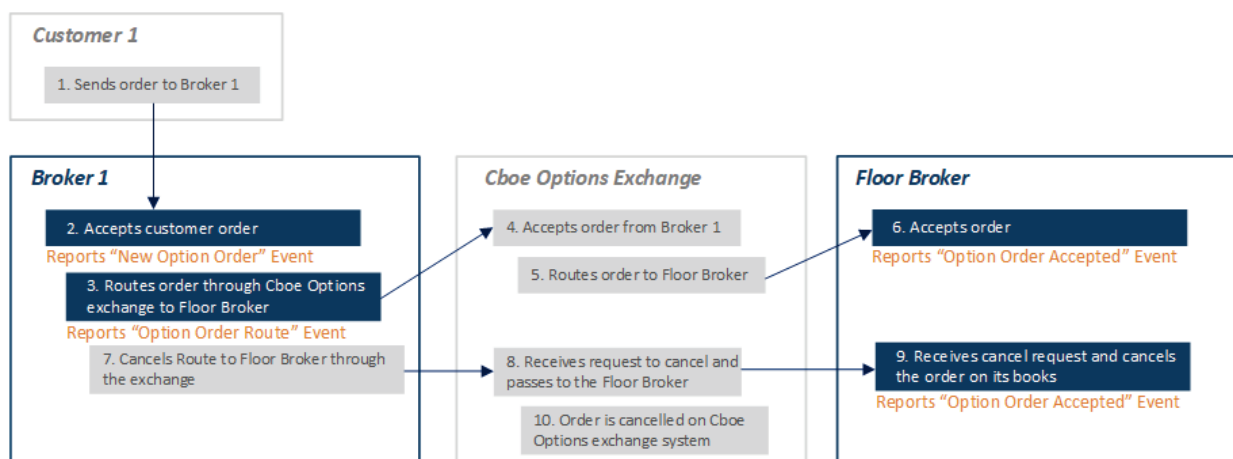 Customer 1
1. Sends order to Broker 1
Broker 1
2. Accepts customer order
Reports “New Option Order” Event
3. Routes order through Cboe Options
exchange to Floor Broker
Reports “Option Order Route” Event
7. Cancels Route to Floor Broker through
the exchange
Cboe Options Exchange
4. Accepts order from Broker 1
5. Routes order to Floor Broker
8. Receives request to cancel and
passes to the Floor Broker
10. Order is cancelled on Cboe
Options exchange system
Floor Broker
6. Accepts order
Reports “Option Order Accepted” Event
9. Receives cancel request and cancels
the order on its books
Reports “Option Order Accepted” Event